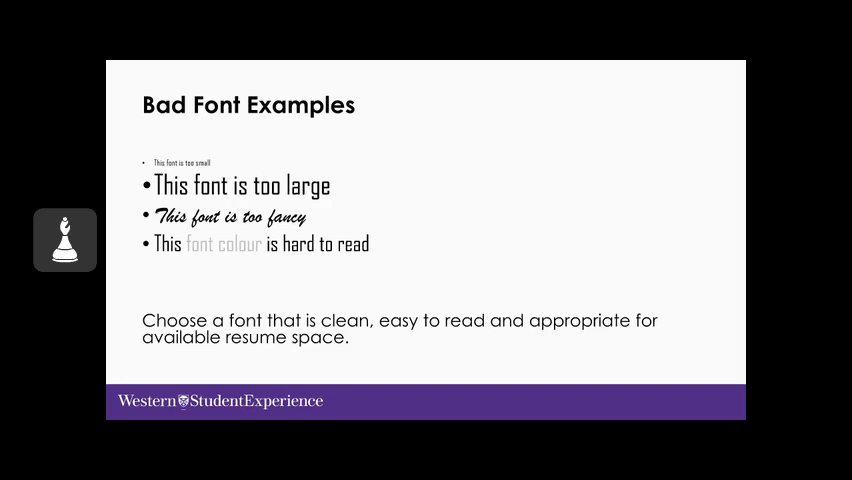 Bad Font Examples
• This font is too small
• This font is too large
• This font is too fancy
• This font colour is hard to read
Choose a font that is clean, easy to read and appropriate for
available resume space.
Western StudentExperience